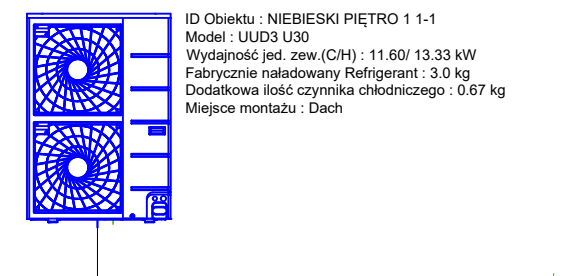 ID Obiektu : NIEBIESKI PIĘTRO 1 1-1
Model : UUD3 U30
Wydajność jed. zew.(C/H) : 11.60/ 13.33 kW
Fabrycznie naładowany Refrigerant : 3.0 kg
Dodatkowa ilość czynnika chłodniczego : 0.67 kg
Miejsce montażu : Dach